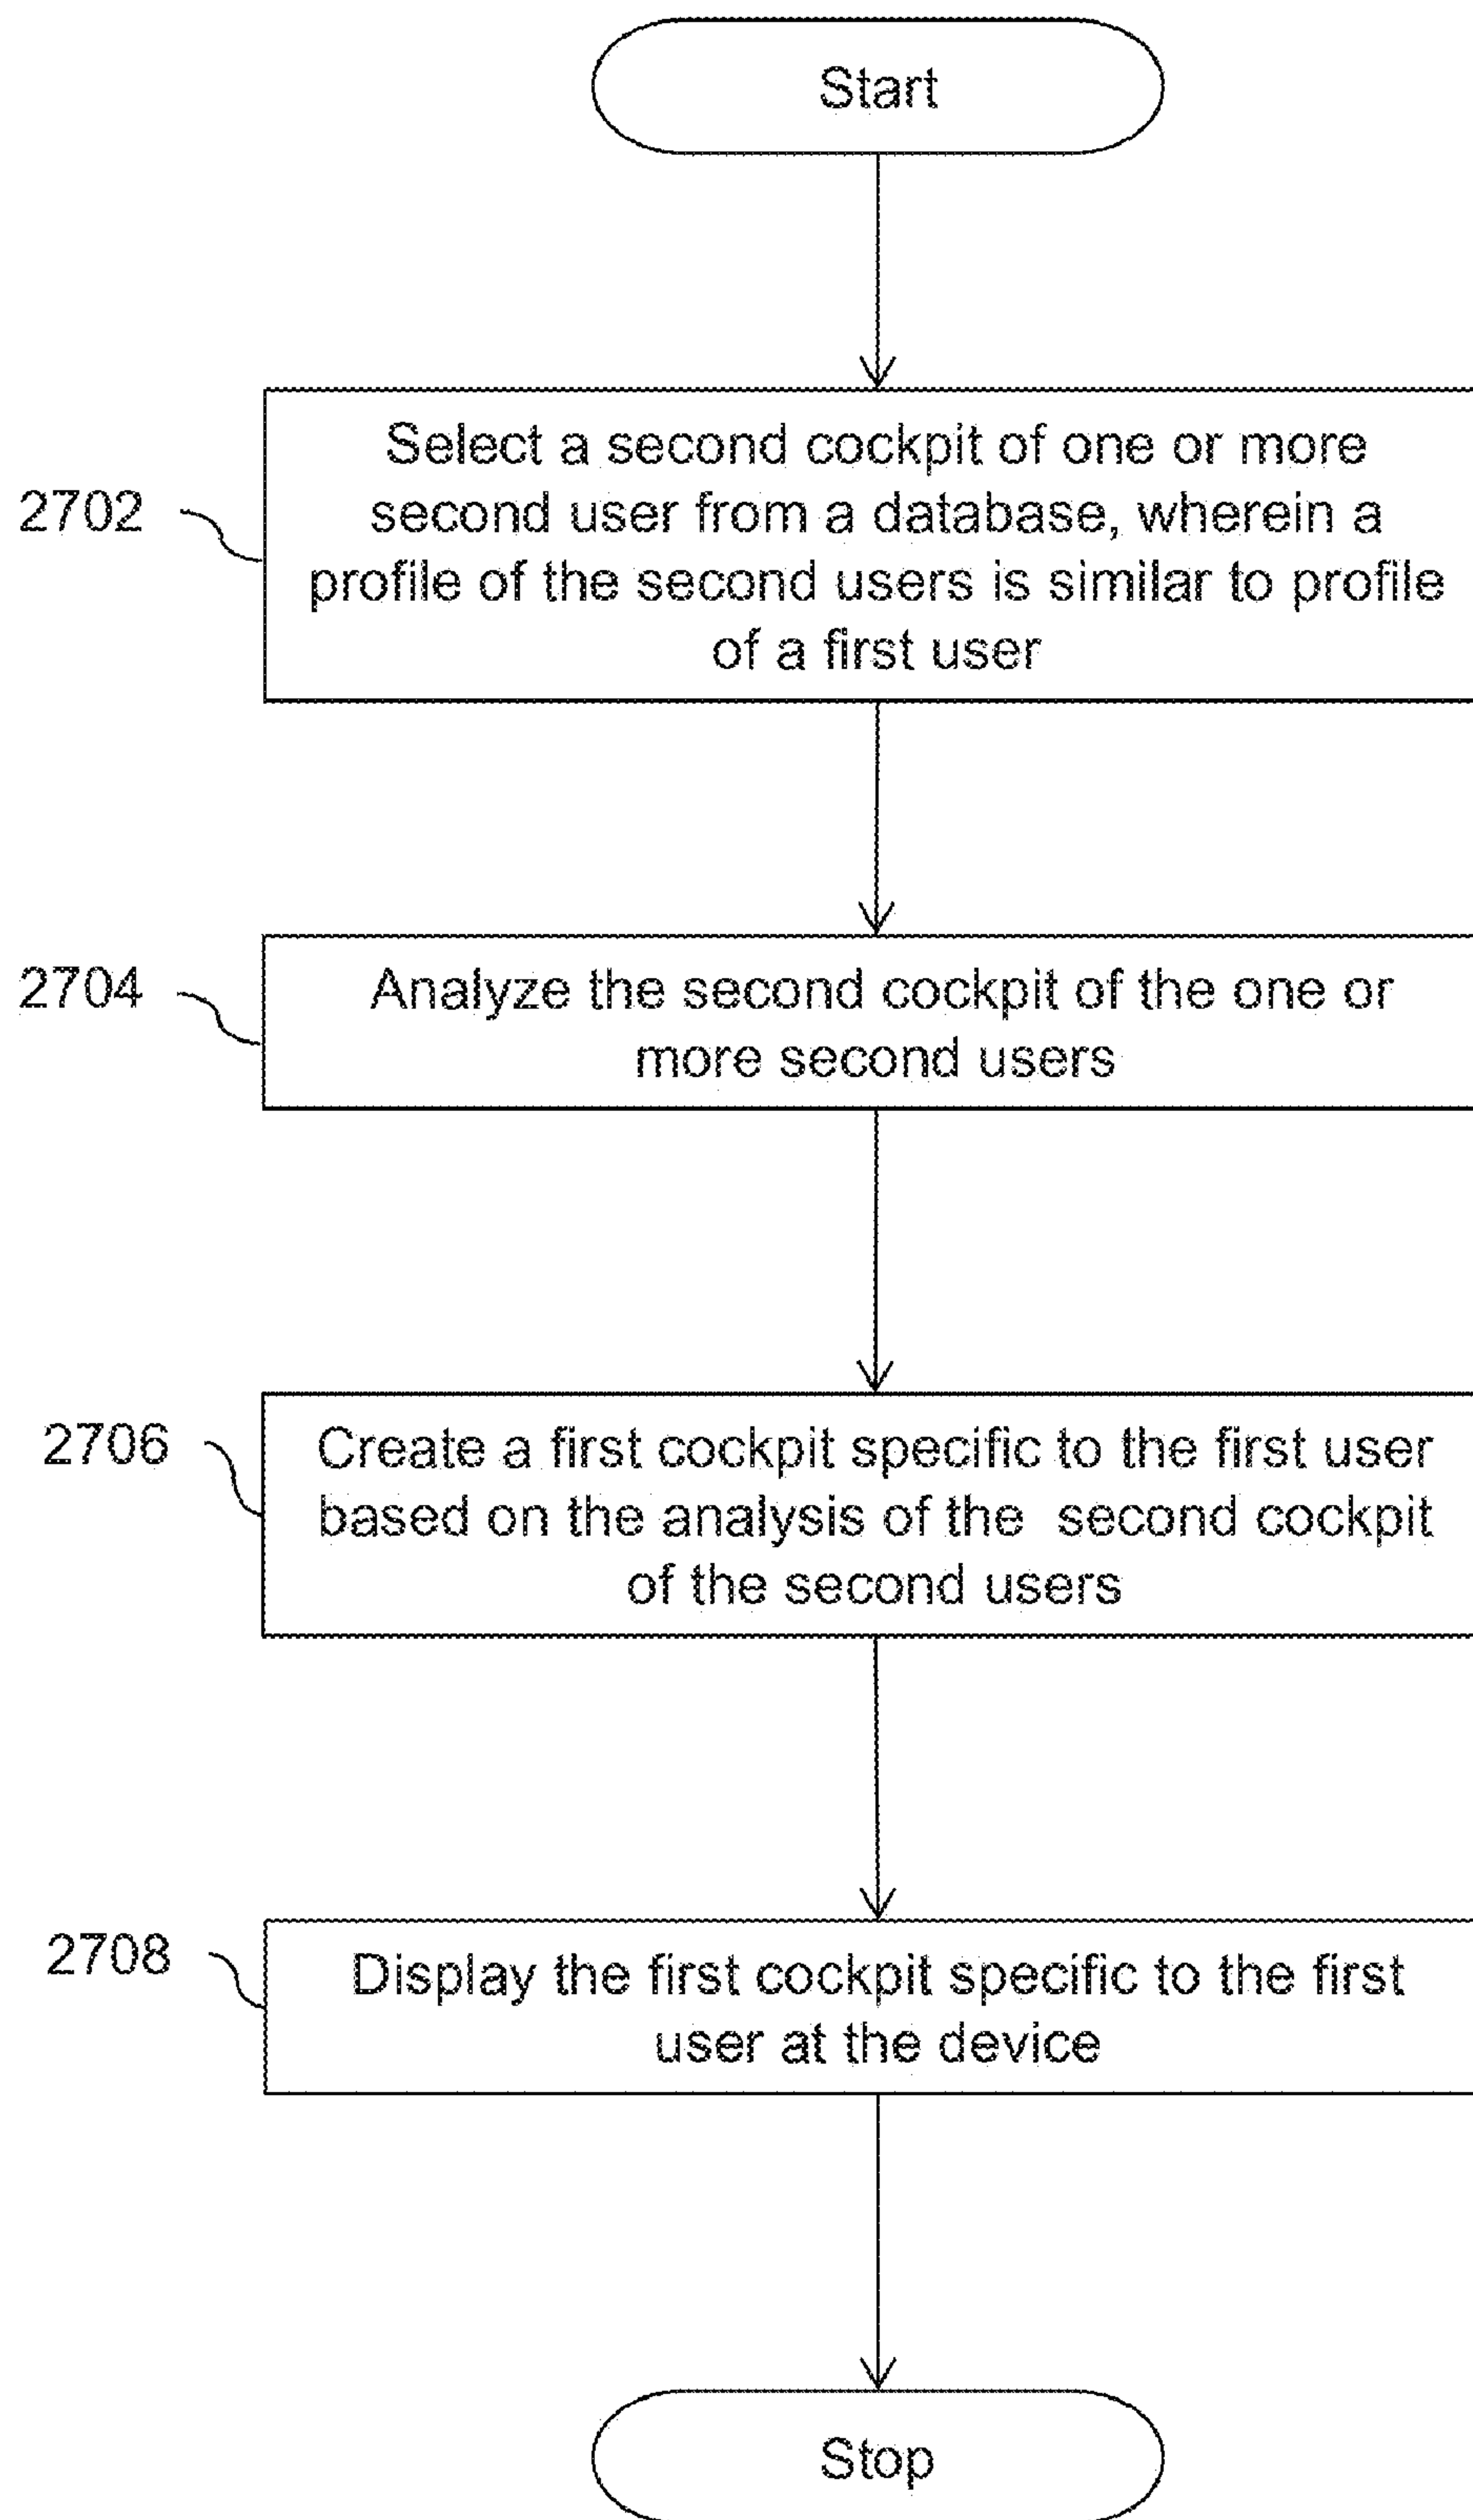 Start
2702
Select a second cockpit of one or more
second user from a database, wherein a
profile of the second users is similar to profile
of a first user
2704
Analyze the second cockpit of the one or
more second users
2706
Create a first cockpit specific to the first user
based on the analysis of the second cockpit
of the second users
2708
Display the first cockpit specific to the first
user at the device
Stop